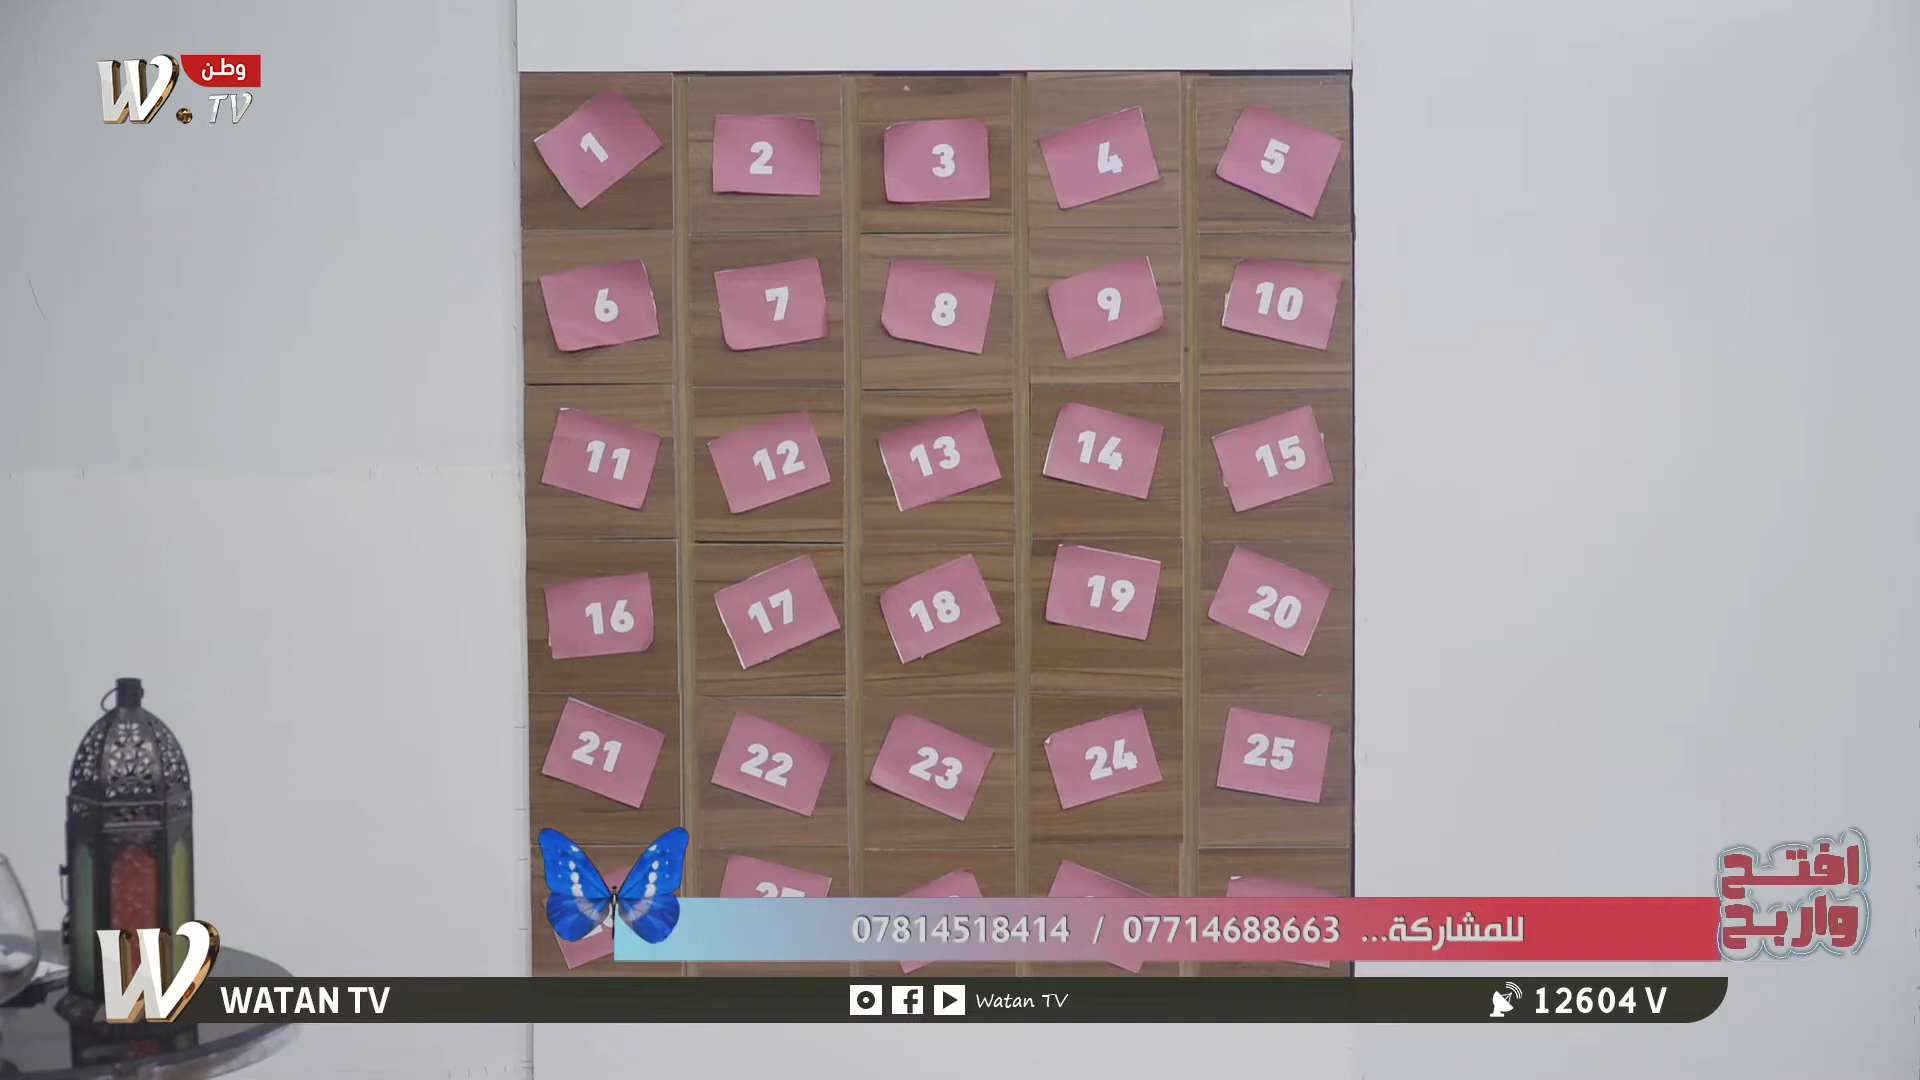 وطن
W.TV
1 2 3 4 5
6 7 8 9 10
11 12 13 14 15
16 17 18 19 20
21 22 23 24 25
افتح
واربح
للمشاركة... 07714688663 / 07814518414
W WATAN TV
Watan TV
12604 V